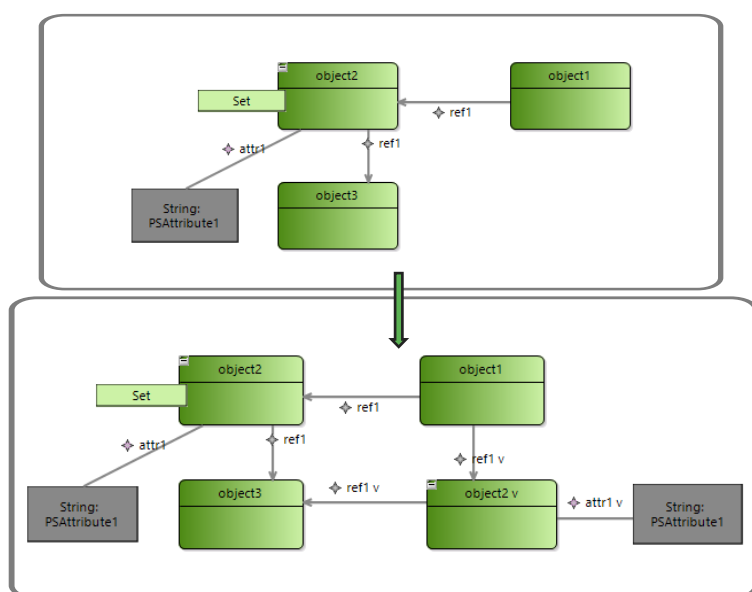 object2
object1
Set
ref1
attr1
ref1
String:
PSAttribute1
object3
object2
object1
Set
ref1
attr1
ref1
ref1 v
object3
ref1 v
object2 v
String:
PSAttribute1
attr1 v
String:
PSAttribute1